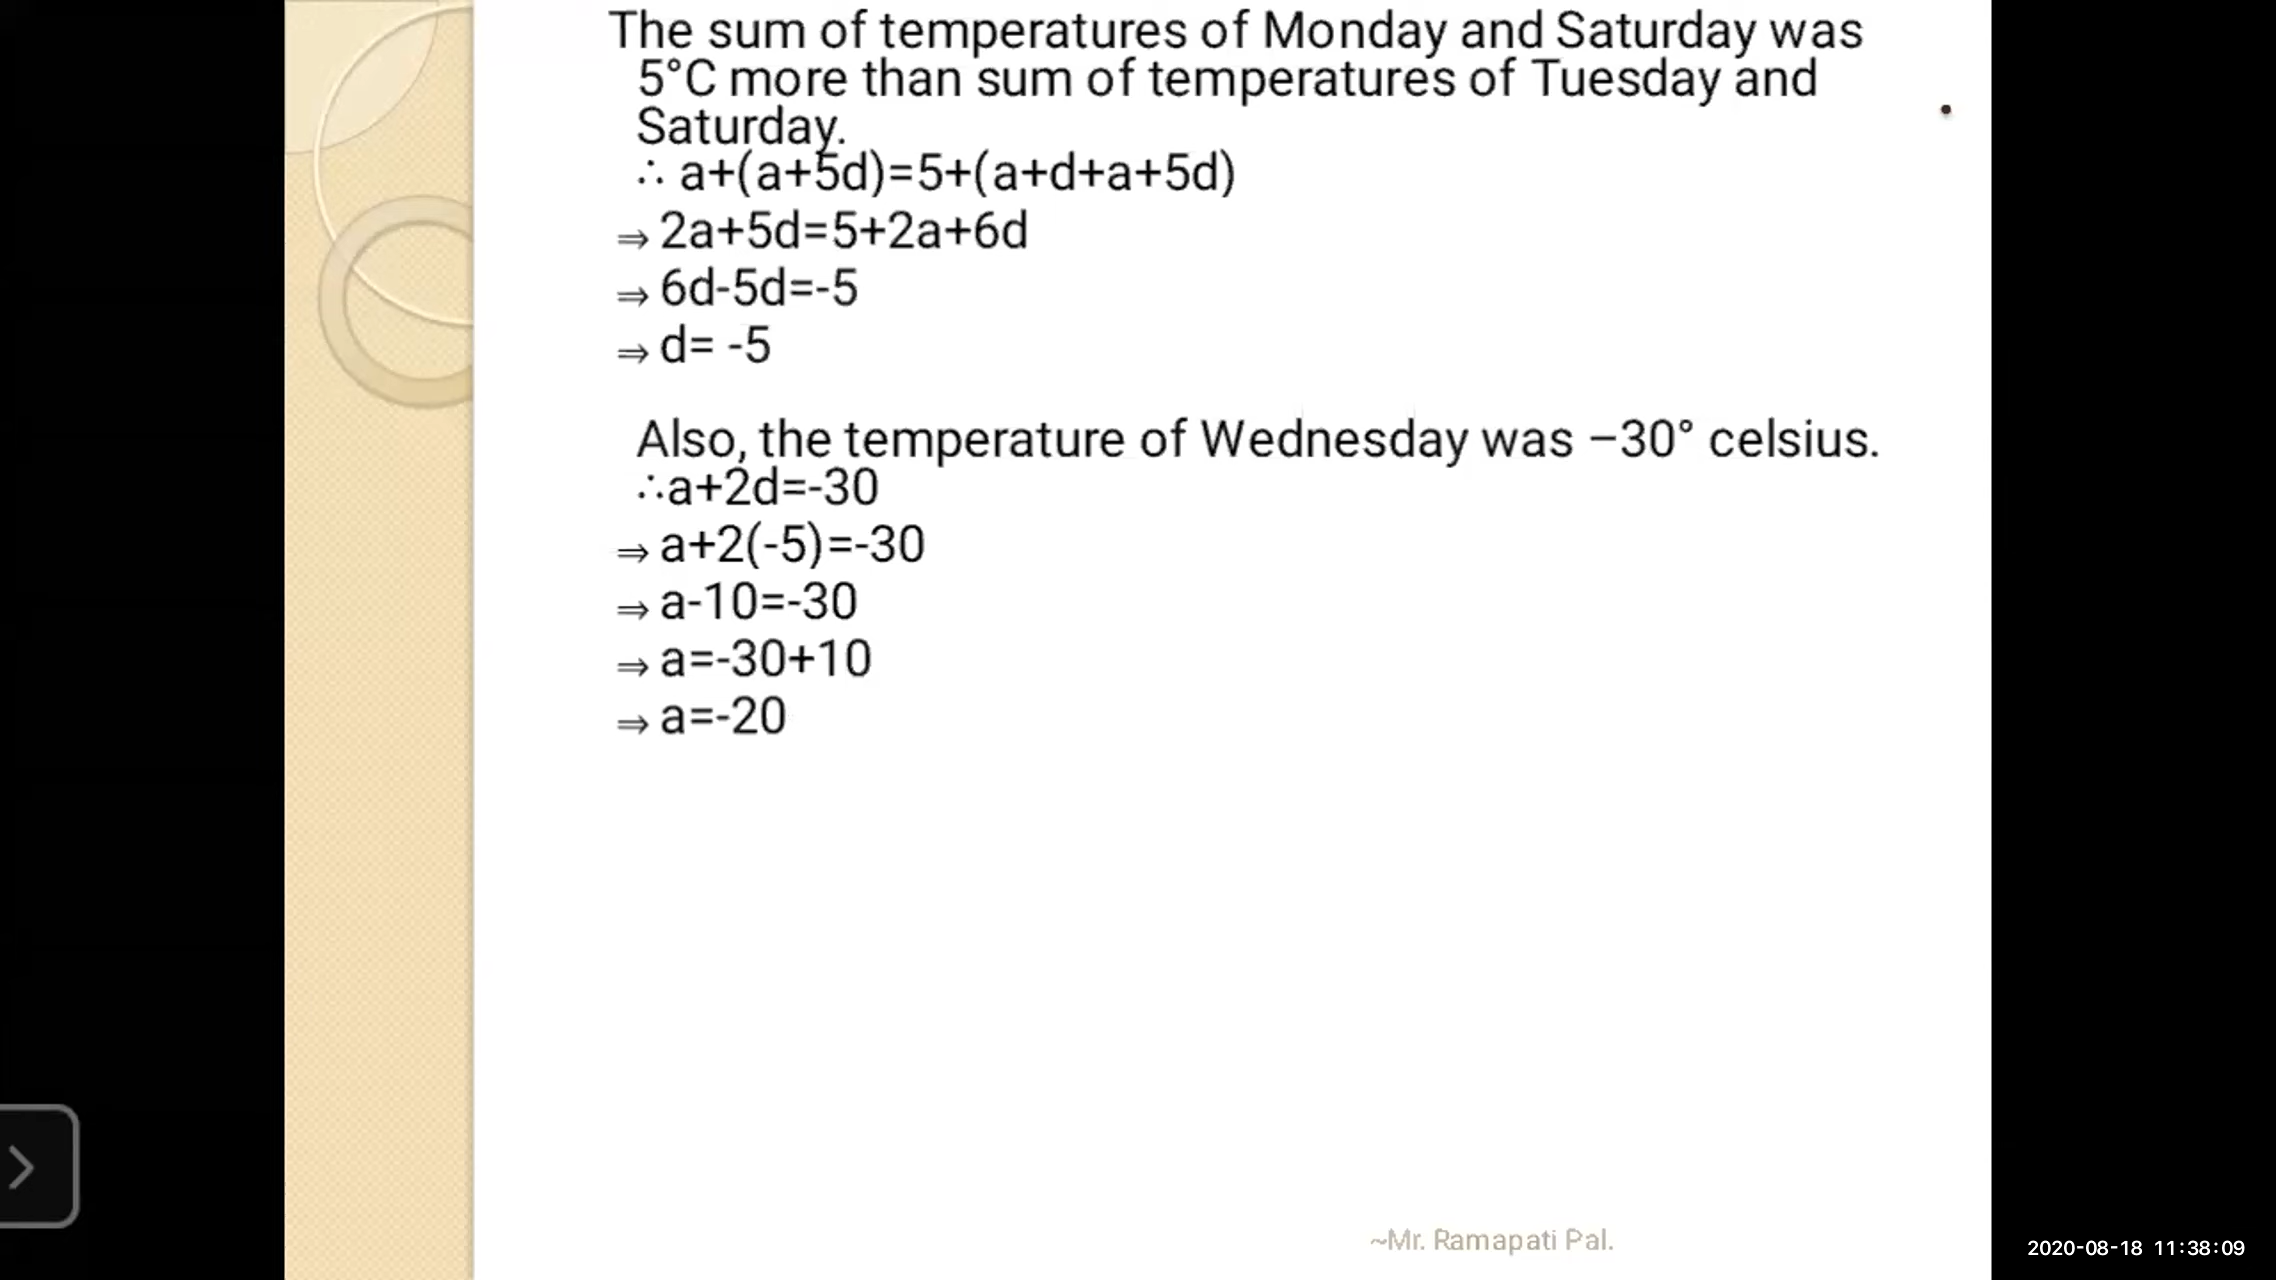 The sum of temperatures of Monday and Saturday was
5°C more than sum of temperatures of Tuesday and
Saturday.
∴ a+(a+5d)=5+(a+d+a+5d)
⇒ 2a+5d=5+2a+6d
⇒ 6d-5d=-5
⇒ d= -5
Also, the temperature of Wednesday was –30° celsius.
∴a+2d=-30
⇒ a+2(-5)=-30
⇒ a-10=-30
⇒ a=-30+10
⇒ a=-20
~Mr. Ramapati Pal.
2020-08-18 11:38:09